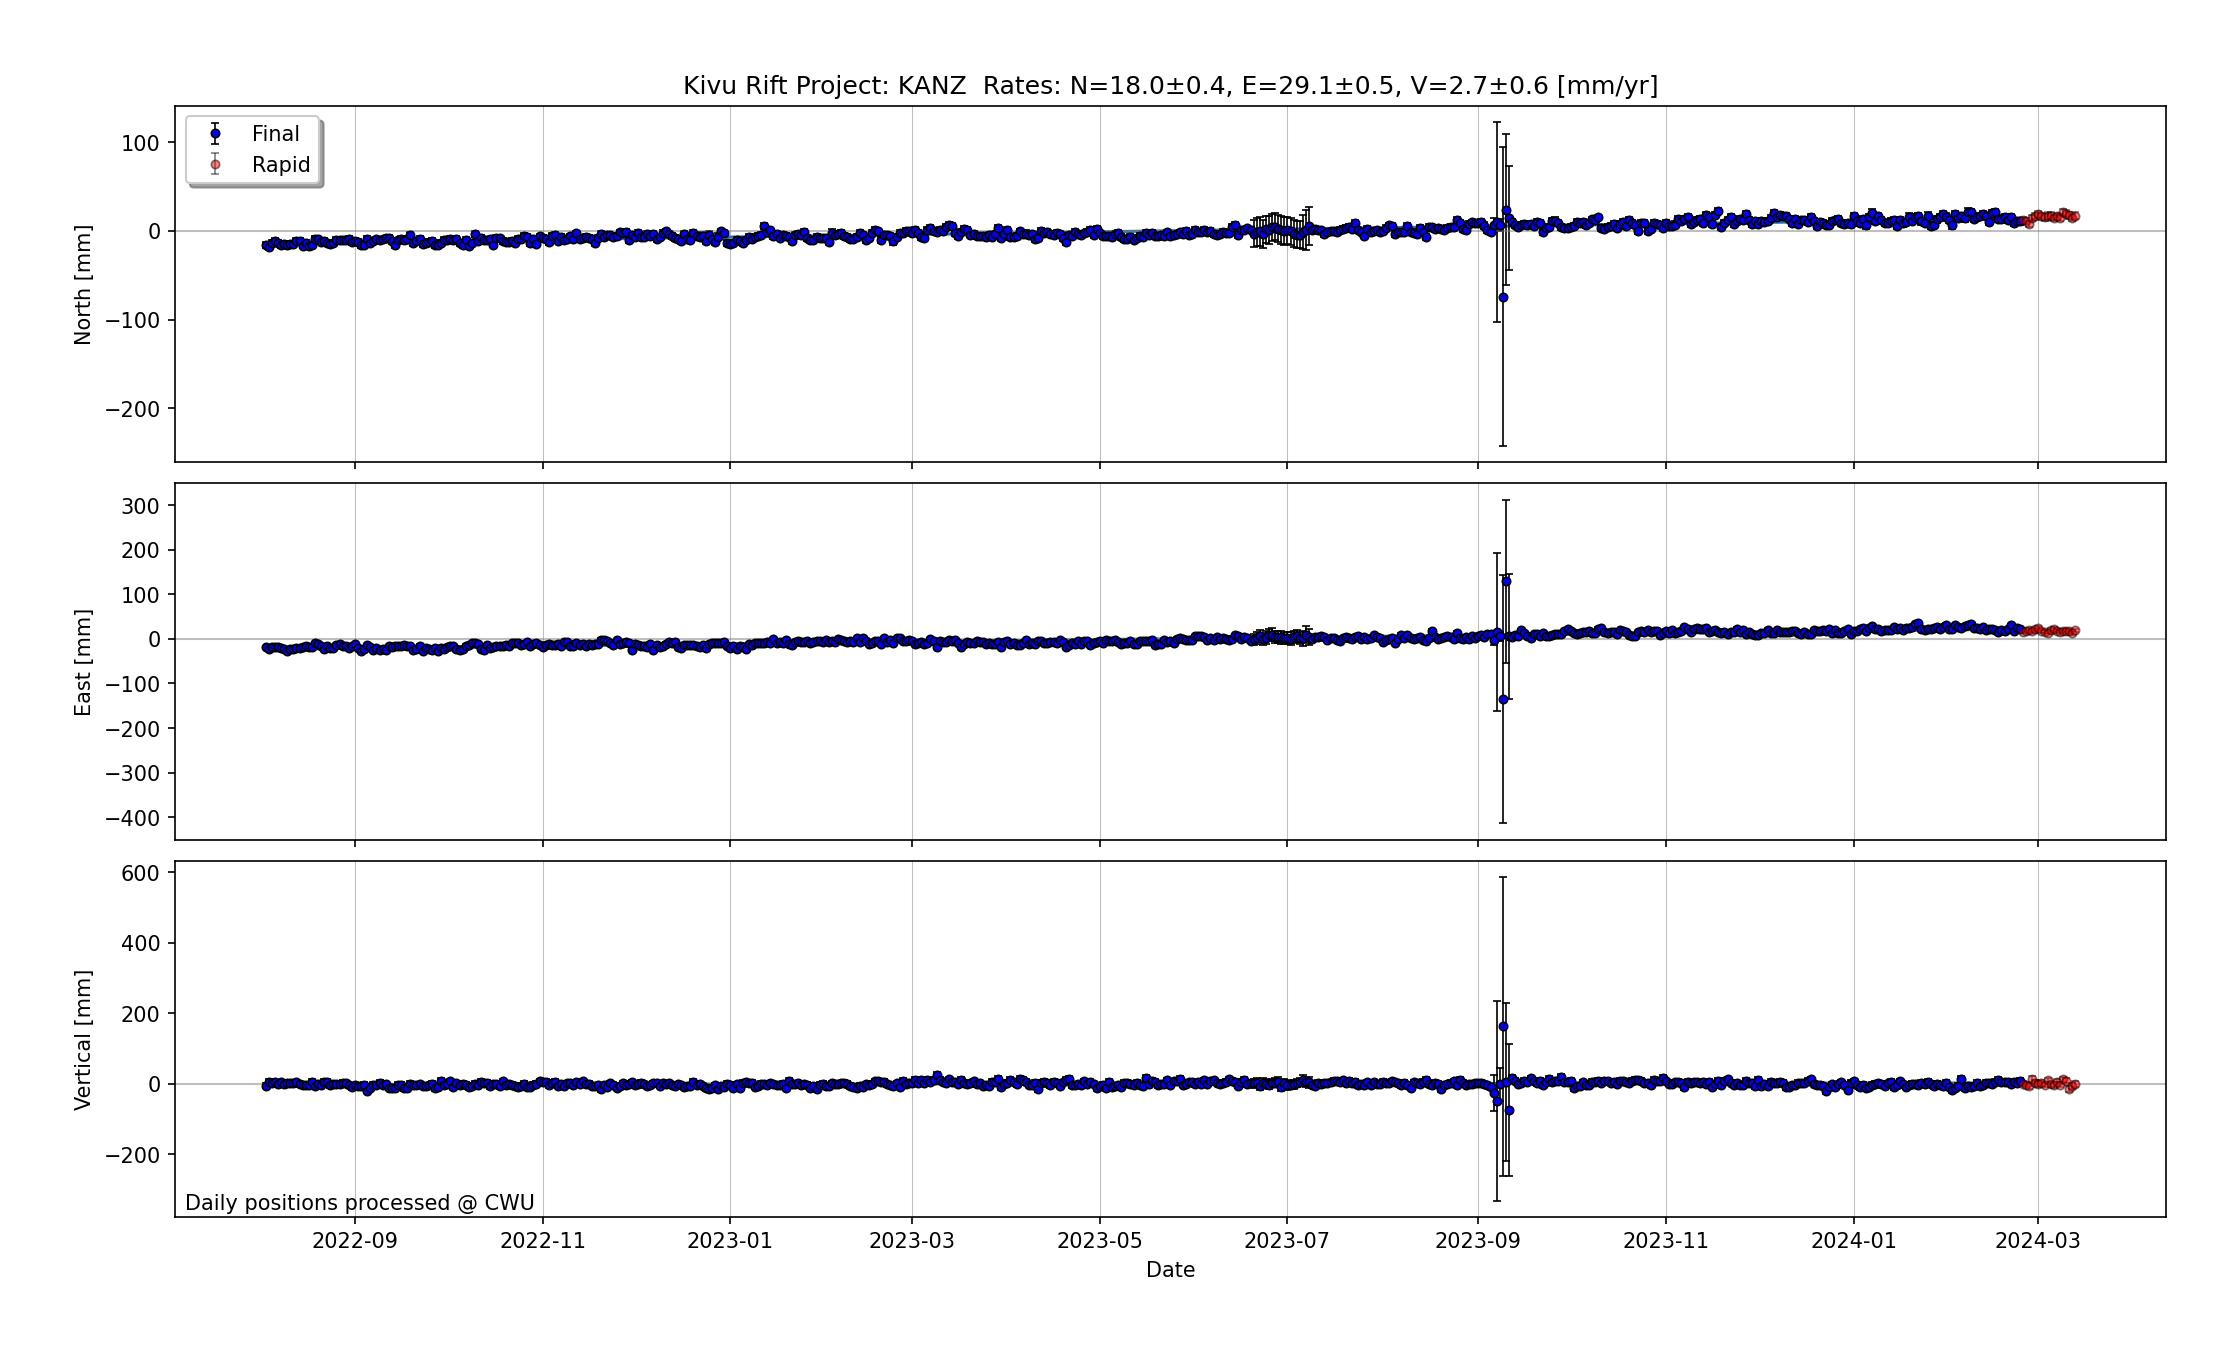 Kivu Rift Project: KANZ  Rates: N=18.0±0.4, E=29.1±0.5, V=2.7±0.6 [mm/yr]
Final
Rapid
100
0
−100
−200
North [mm]
300
200
100
0
−100
−200
−300
−400
East [mm]
600
400
200
0
−200
Vertical [mm]
Daily positions processed @ CWU
2022-09 2022-11 2023-01 2023-03 2023-05 2023-07 2023-09 2023-11 2024-01 2024-03
Date